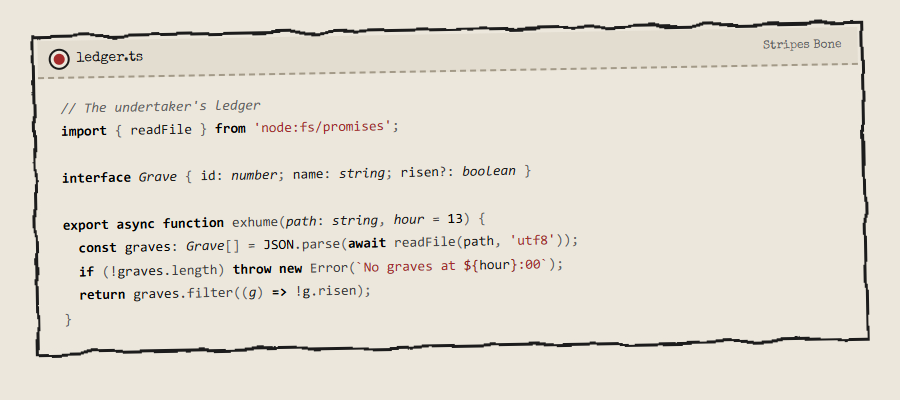 ledger.ts
Stripes Bone
// The undertaker's ledger
import { readFile } from 'node:fs/promises';
interface Grave { id: number; name: string; risen?: boolean }
export async function exhume(path: string, hour = 13) {
  const graves: Grave[] = JSON.parse(await readFile(path, 'utf8'));
  if (!graves.length) throw new Error(`No graves at ${hour}:00`);
  return graves.filter((g) => !g.risen);
}